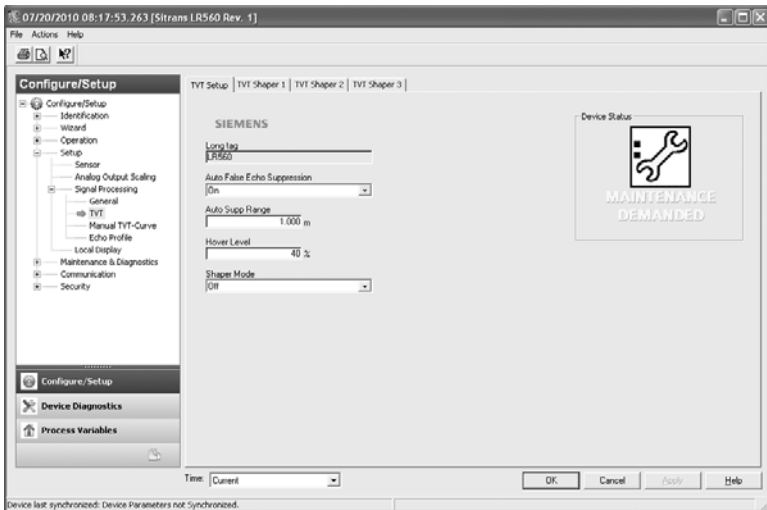 07/20/2010 08:17:53.263 [Sitrans LR560 Rev. 1]
File Actions Help
Configure/Setup
Configure/Setup
Identification
Wizard
Operation
Setup
Sensor
Analog Output Scaling
Signal Processing
General
TVT
Manual TVT-Curve
Echo Profile
Local Display
Maintenance & Diagnostics
Communication
Security
Configure/Setup
Device Diagnostics
Process Variables
TVT Setup TVT Shaper 1 TVT Shaper 2 TVT Shaper 3
SIEMENS
Long tag
LR560
Auto False Echo Suppression
On
Auto Supp Range
1.000 m
Hover Level
40 %
Shaper Mode
Off
Device Status
MAINTENANCE
DEMANDED
Time: Current
OK Cancel Apply Help
Device last synchronized: Device Parameters not Synchronized.